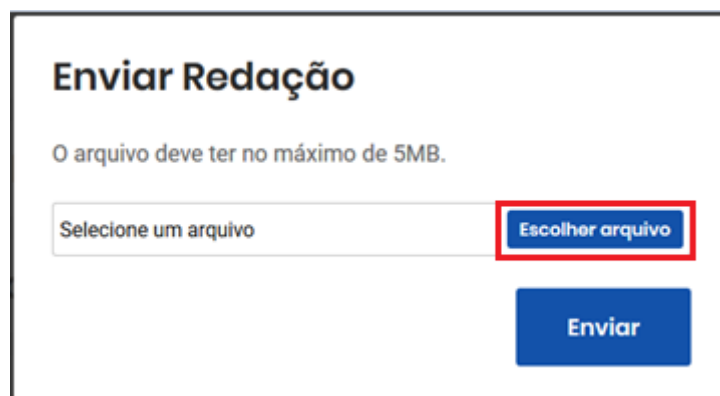 Enviar Redação
O arquivo deve ter no máximo de 5MB.
Selecione um arquivo Escolher arquivo
Enviar